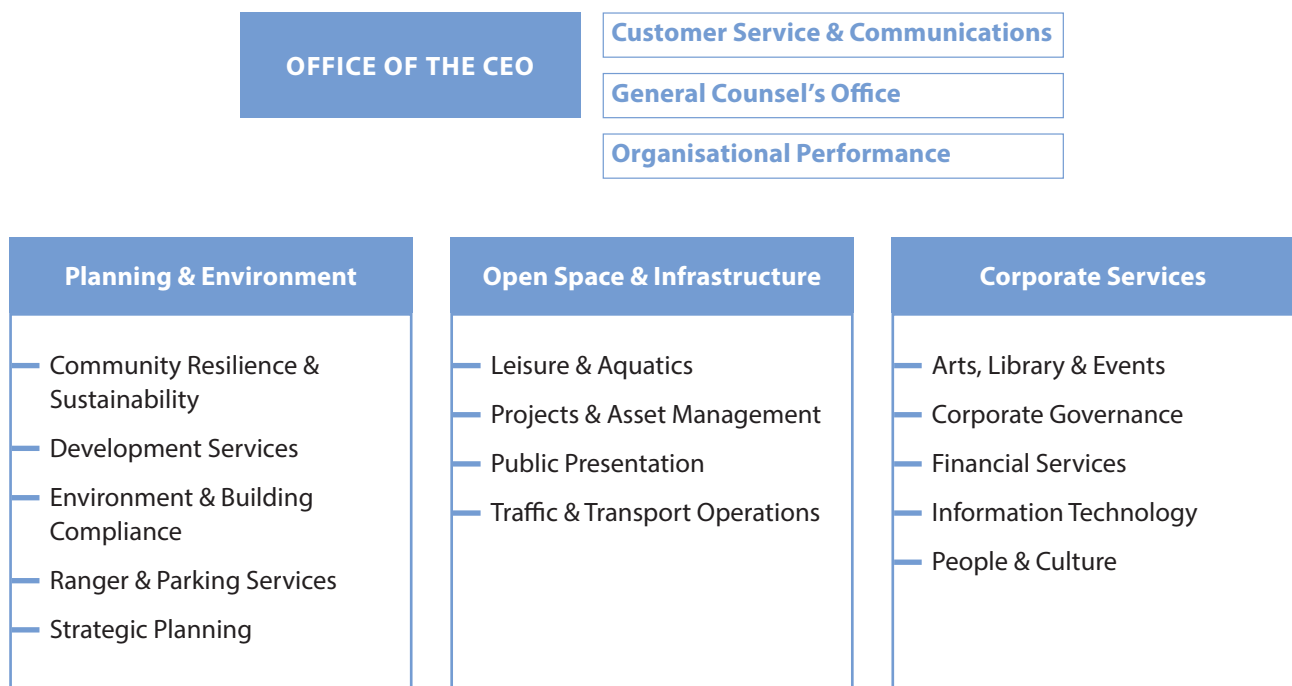 OFFICE OF THE CEO
Customer Service & Communications
General Counsel's Office
Organisational Performance
Planning & Environment
Community Resilience &
Sustainability
Development Services
Environment & Building
Compliance
Ranger & Parking Services
Strategic Planning
Open Space & Infrastructure
Leisure & Aquatics
Projects & Asset Management
Public Presentation
Traffic & Transport Operations
Corporate Services
Arts, Library & Events
Corporate Governance
Financial Services
Information Technology
People & Culture